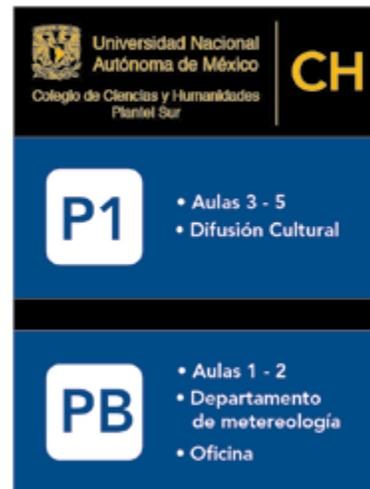 Universidad Nacional
Autónoma de México
Colegio de Ciencias y Humanidades
Plantel Sur
CH
P1
• Aulas 3 - 5
• Difusión Cultural
PB
• Aulas 1 - 2
• Departamento
de metereología
• Oficina